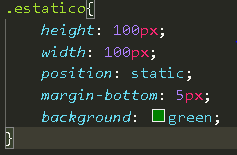 .estatico{
height: 100px;
width: 100px;
position: static;
margin-bottom: 5px;
background: green;
}